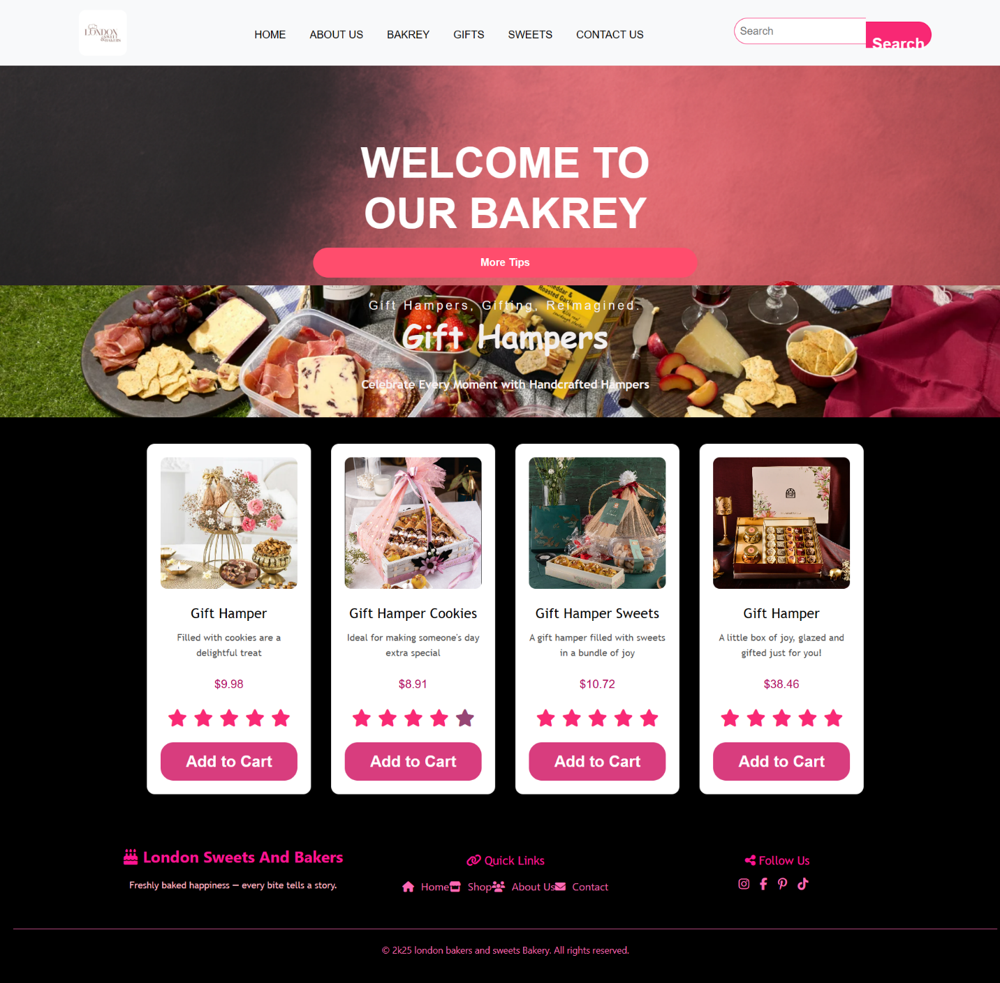 LONDON
SWEET
&BAKERS
HOME ABOUT US BAKREY GIFTS SWEETS CONTACT US
Search
Search
WELCOME TO
OUR BAKREY
More Tips
Gift Hampers, Gifting, Reimagined.
Gift Hampers
Celebrate Every Moment with Handcrafted Hampers
Gift Hamper
Filled with cookies are a
delightful treat
$9.98
Add to Cart
Gift Hamper Cookies
Ideal for making someone's day
extra special
$8.91
Add to Cart
Gift Hamper Sweets
A gift hamper filled with sweets
in a bundle of joy
$10.72
Add to Cart
Gift Hamper
A little box of joy, glazed and
gifted just for you!
$38.46
Add to Cart
London Sweets And Bakers
Freshly baked happiness — every bite tells a story.
Quick Links
Home Shop About Us Contact
Follow Us
© 2k25 london bakers and sweets Bakery. All rights reserved.